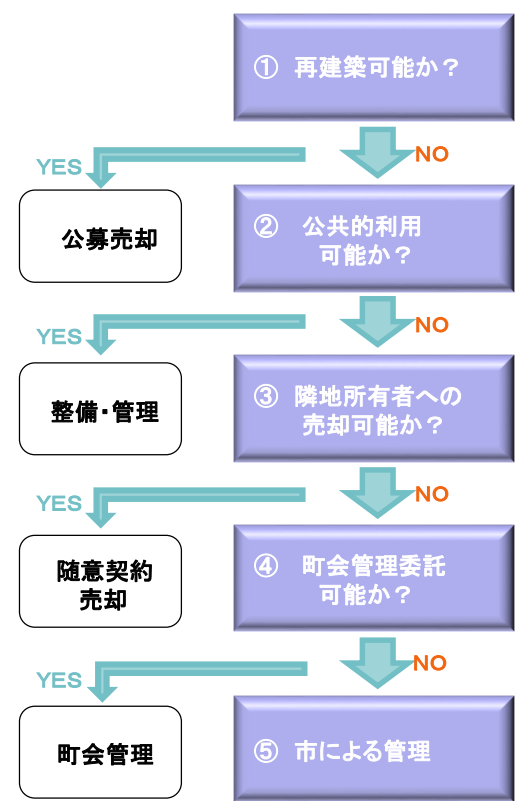 ① 再建築可能か？
YES
NO
公募売却
② 公共的利用
可能か？
YES
NO
整備・管理
③ 隣地所有者への
売却可能か？
YES
NO
随意契約
売却
④ 町会管理委託
可能か？
YES
NO
町会管理
⑤ 市による管理